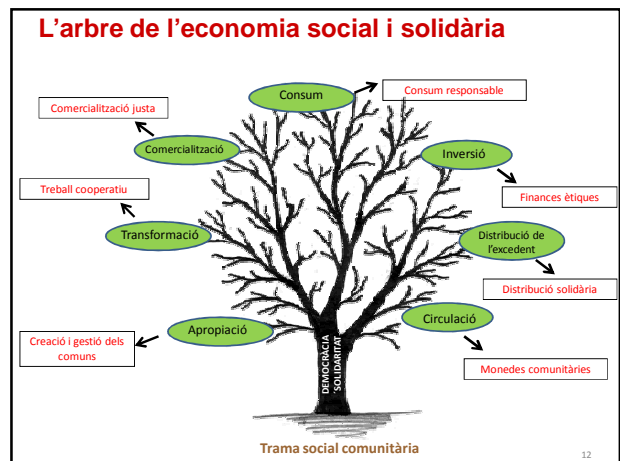 L’arbre de l’economia social i solidària
Consum
Consum responsable
Comercialització justa
Comercialització
Inversió
Treball cooperatiu
Finances ètiques
Transformació
Distribució de
l’excedent
Distribució solidària
Apropiació
Circulació
Creació i gestió dels
comuns
DEMOCRÀCIA
SOLIDARITAT
Monedes comunitàries
Trama social comunitària
12